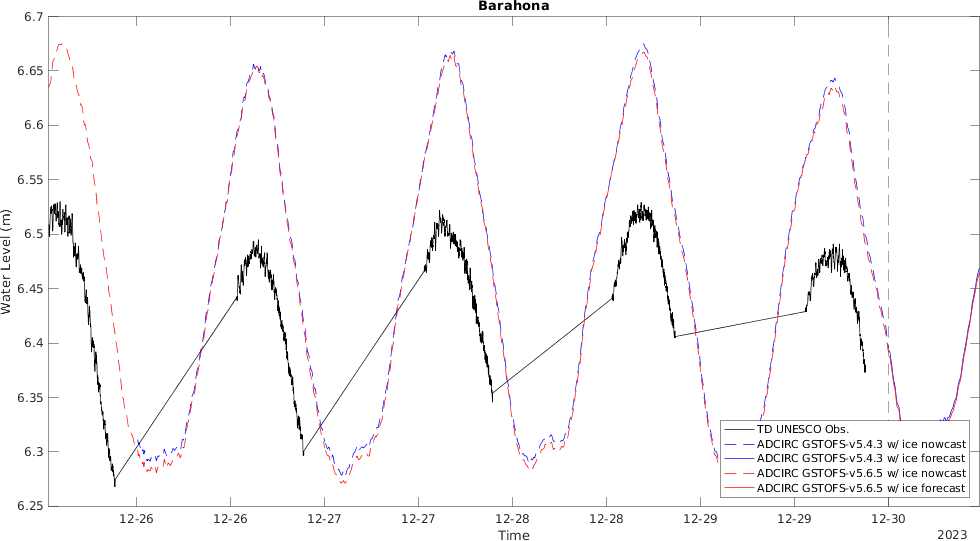 Barahona
6.7
6.65
6.6
6.55
6.5
6.45
6.4
6.35
6.3
6.25
Water Level (m)
TD UNESCO Obs.
ADCIRC GSTOFS-v5.4.3 w/ ice nowcast
ADCIRC GSTOFS-v5.4.3 w/ ice forecast
ADCIRC GSTOFS-v5.6.5 w/ ice nowcast
ADCIRC GSTOFS-v5.6.5 w/ ice forecast
12-26 12-26 12-27 12-27 12-28 12-28 12-29 12-29 12-30
Time
2023